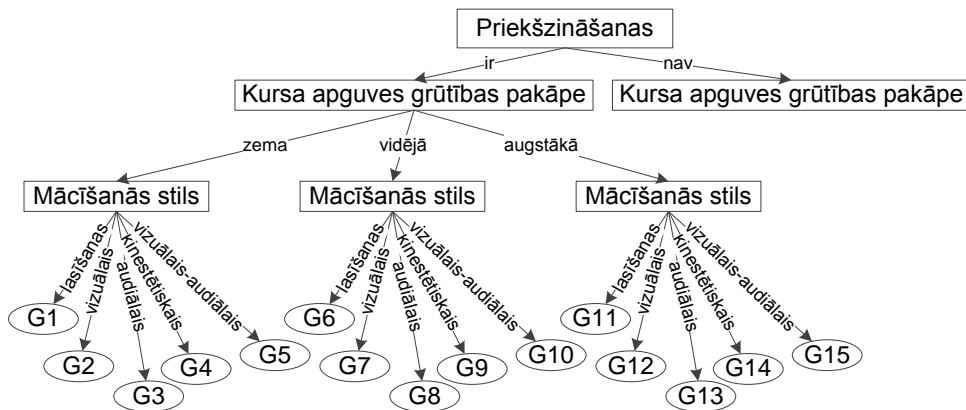 Priekšzināšanas
ir
nav
Kursa apguves grūtības pakāpe
Kursa apguves grūtības pakāpe
zema
vidējā
augstākā
Mācīšanās stils
Mācīšanās stils
Mācīšanās stils
lasīšanas
vizuālais
audiālais
kinestētiskais
vizuālais-audiālais
lasīšanas
vizuālais
audiālais
kinestētiskais
vizuālais-audiālais
lasīšanas
vizuālais
audiālais
kinestētiskais
vizuālais-audiālais
G1
G2
G3
G4
G5
G6
G7
G8
G9
G10
G11
G12
G13
G14
G15